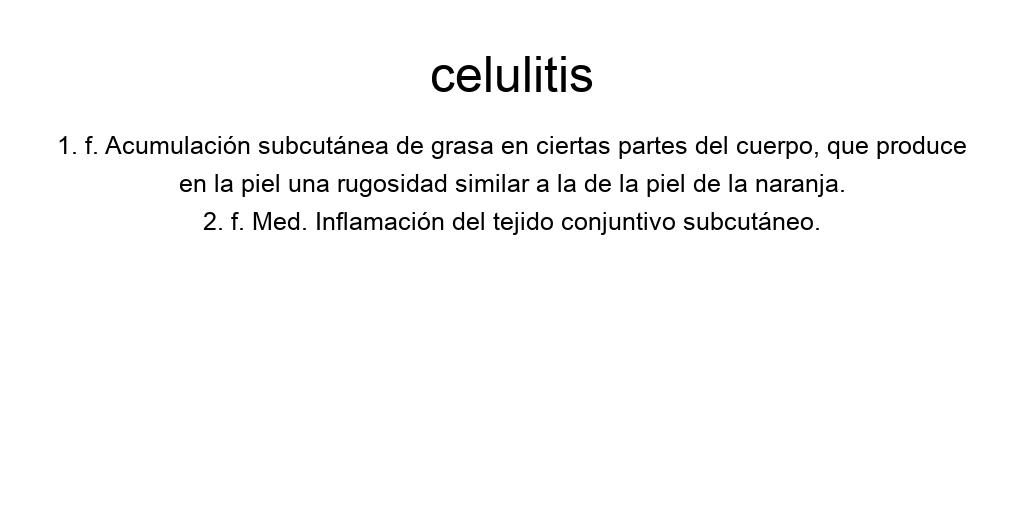 celulitis
1. f. Acumulación subcutánea de grasa en ciertas partes del cuerpo, que produce
en la piel una rugosidad similar a la de la piel de la naranja.
2. f. Med. Inflamación del tejido conjuntivo subcutáneo.